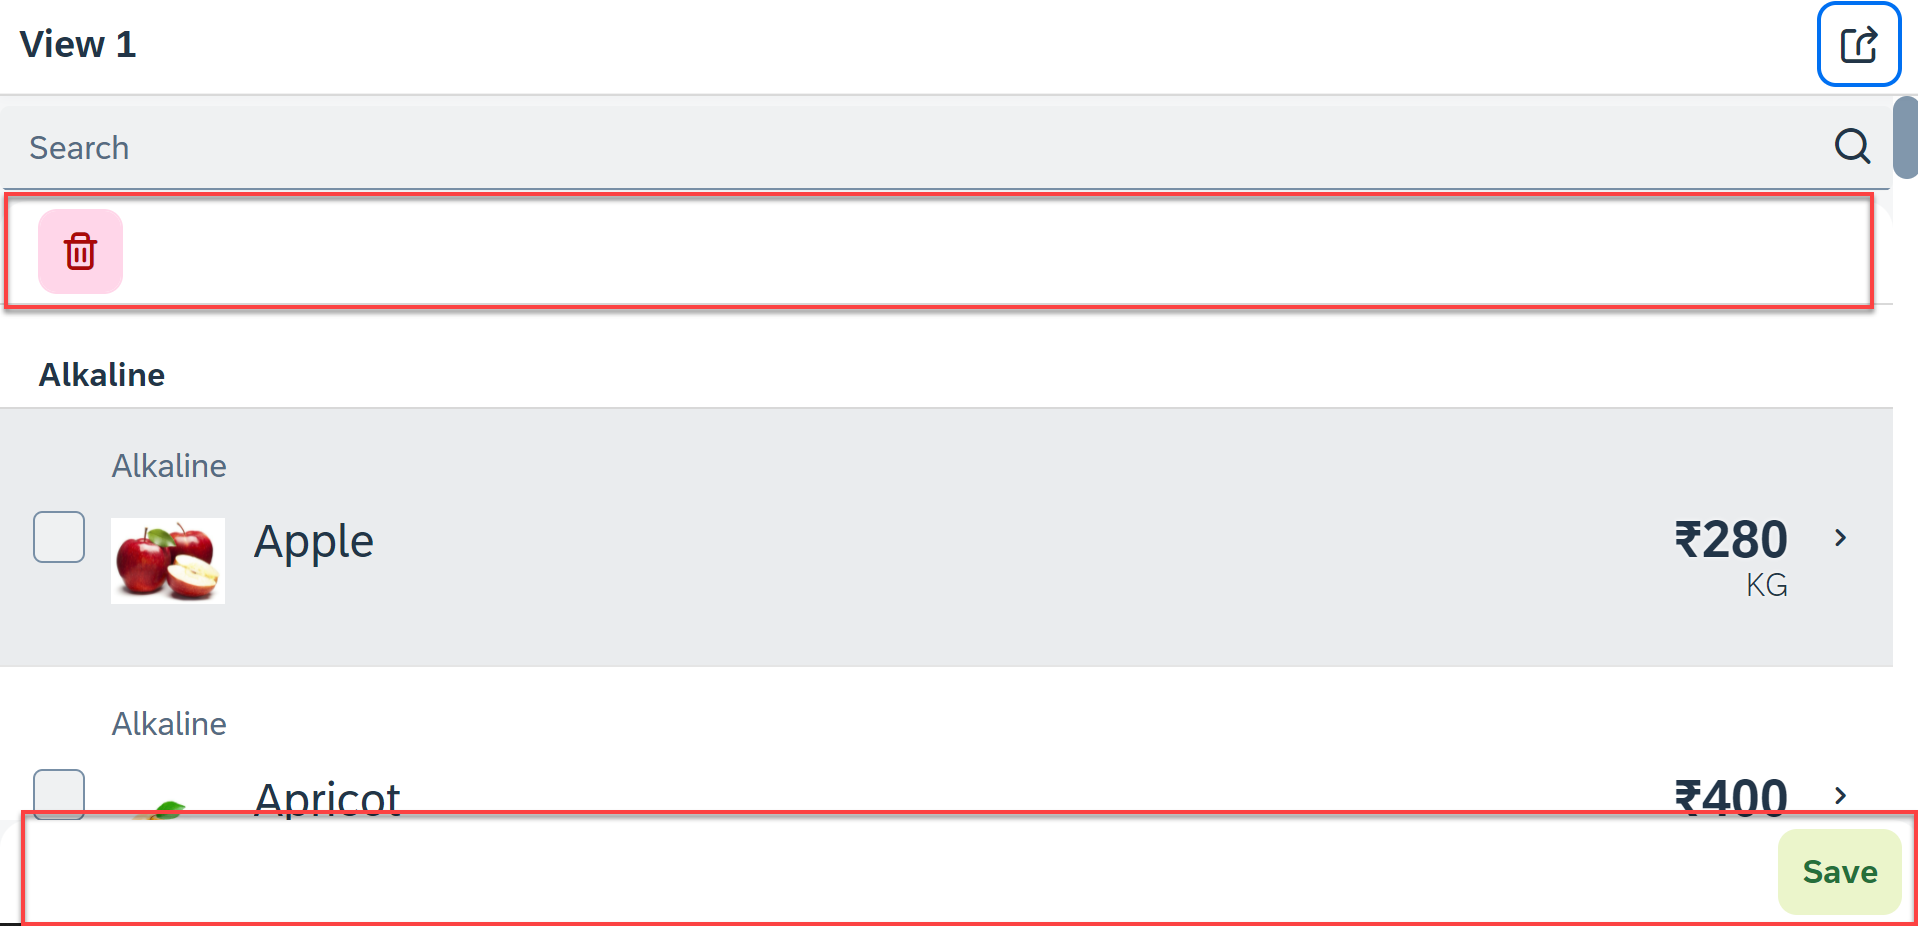 View 1
Search
Alkaline
Alkaline
Apple
₹280
KG
Alkaline
Apricot
₹400
Save